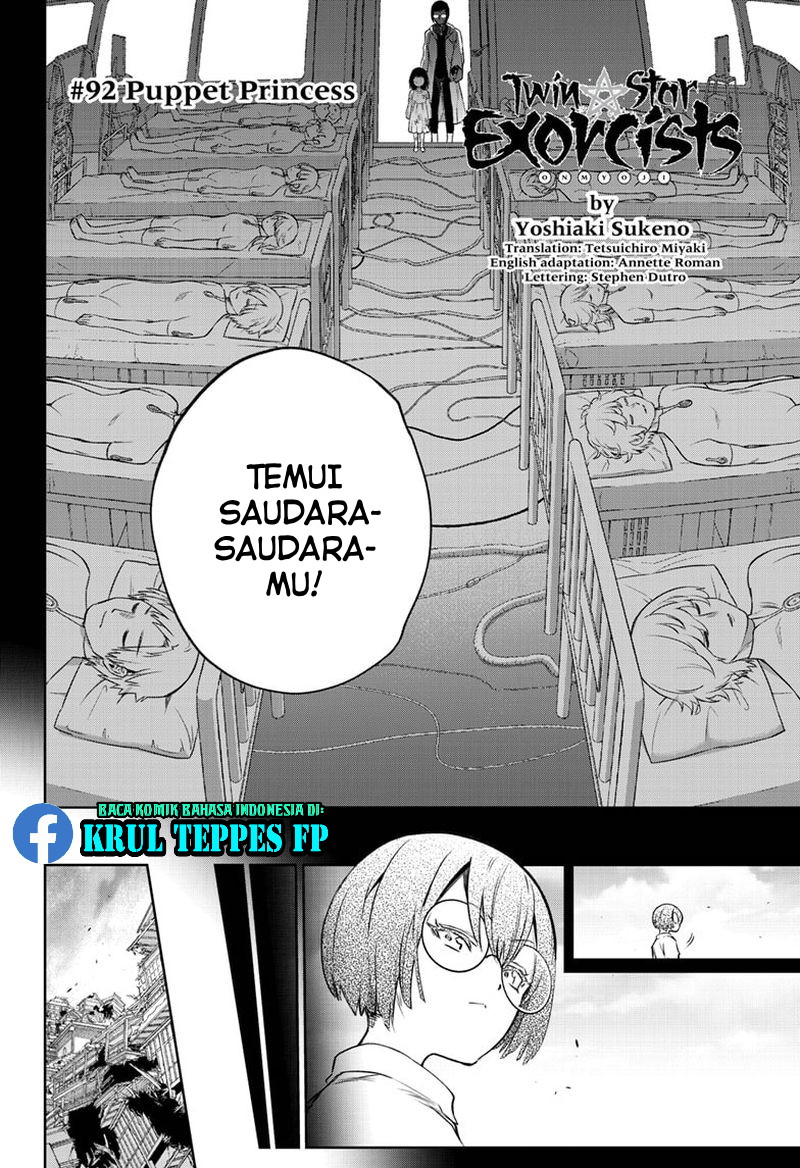 #92 Puppet Princess
Twin Star
Exorcists
ONMYOJI
by
Yoshiaki Sukeno
Translation: Tetsuichiro Miyaki
English adaptation: Annette Roman
Lettering: Stephen Dutro
TEMUI
SAUDARA-
SAUDARA-
MU!
BACA KOMIK BAHASA INDONESIA DI:
KRUL TEPPES FP